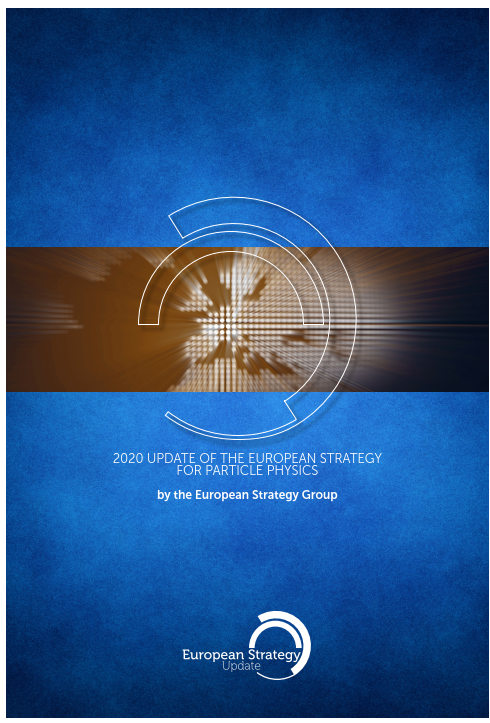 2020 UPDATE OF THE EUROPEAN STRATEGY
FOR PARTICLE PHYSICS
by the European Strategy Group
European Strategy
Update